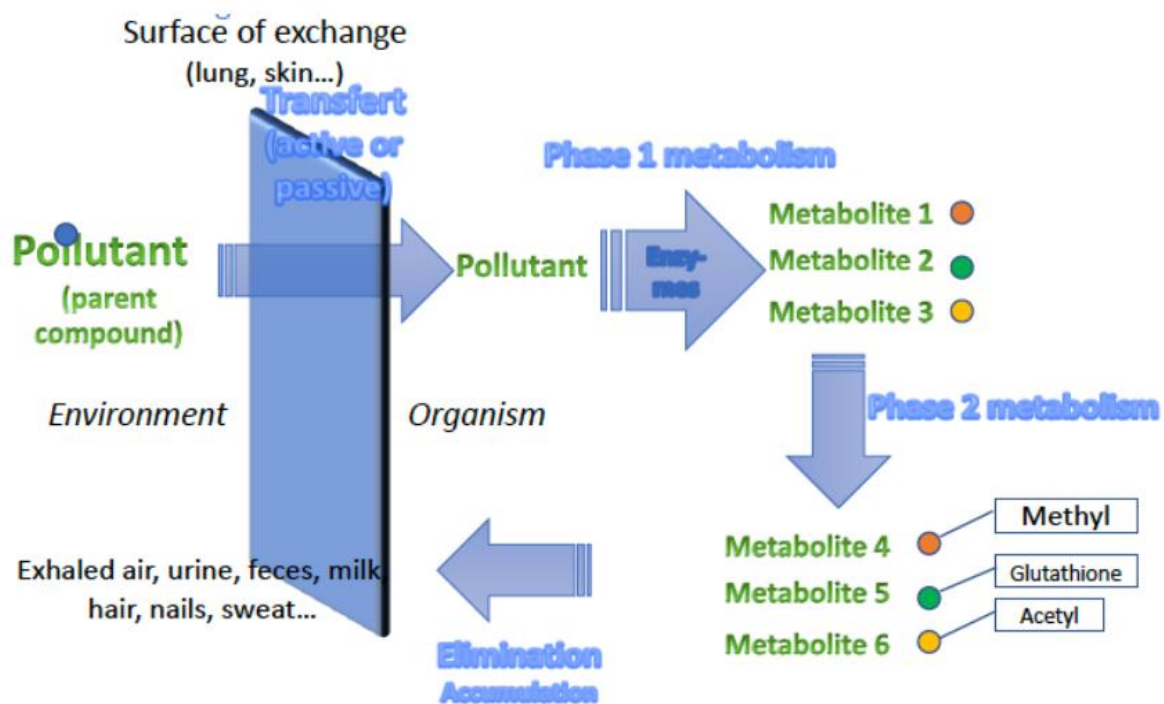 Surface of exchange
(lung, skin...)
Transfert
(active or
passive)
Phase 1 metabolism
Pollutant
(parent
compound)
Pollutant
Enzy-
mes
Metabolite 1
Metabolite 2
Metabolite 3
Environment
Organism
Phase 2 metabolism
Exhaled air, urine, feces, milk,
hair, nails, sweat...
Elimination
Accumulation
Metabolite 4
Methyl
Metabolite 5
Glutathione
Metabolite 6
Acetyl